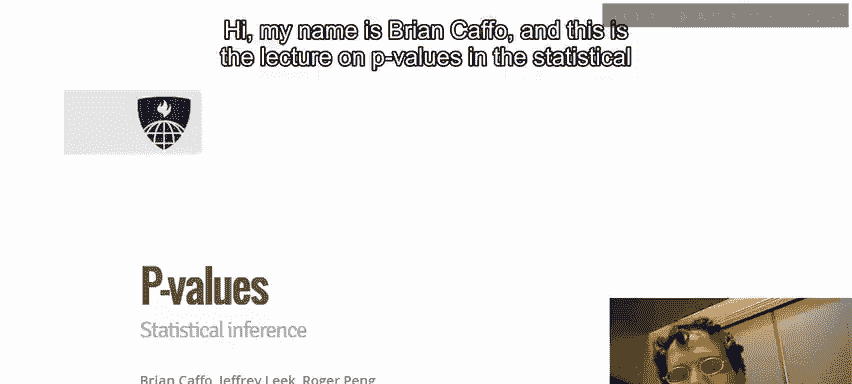 Hi, my name is Brian Caffo, and this is
the lecture on p-values in the statistical
P-values
Statistical inference
Brian Caffo, Jeffrey Leek, Roger Peng